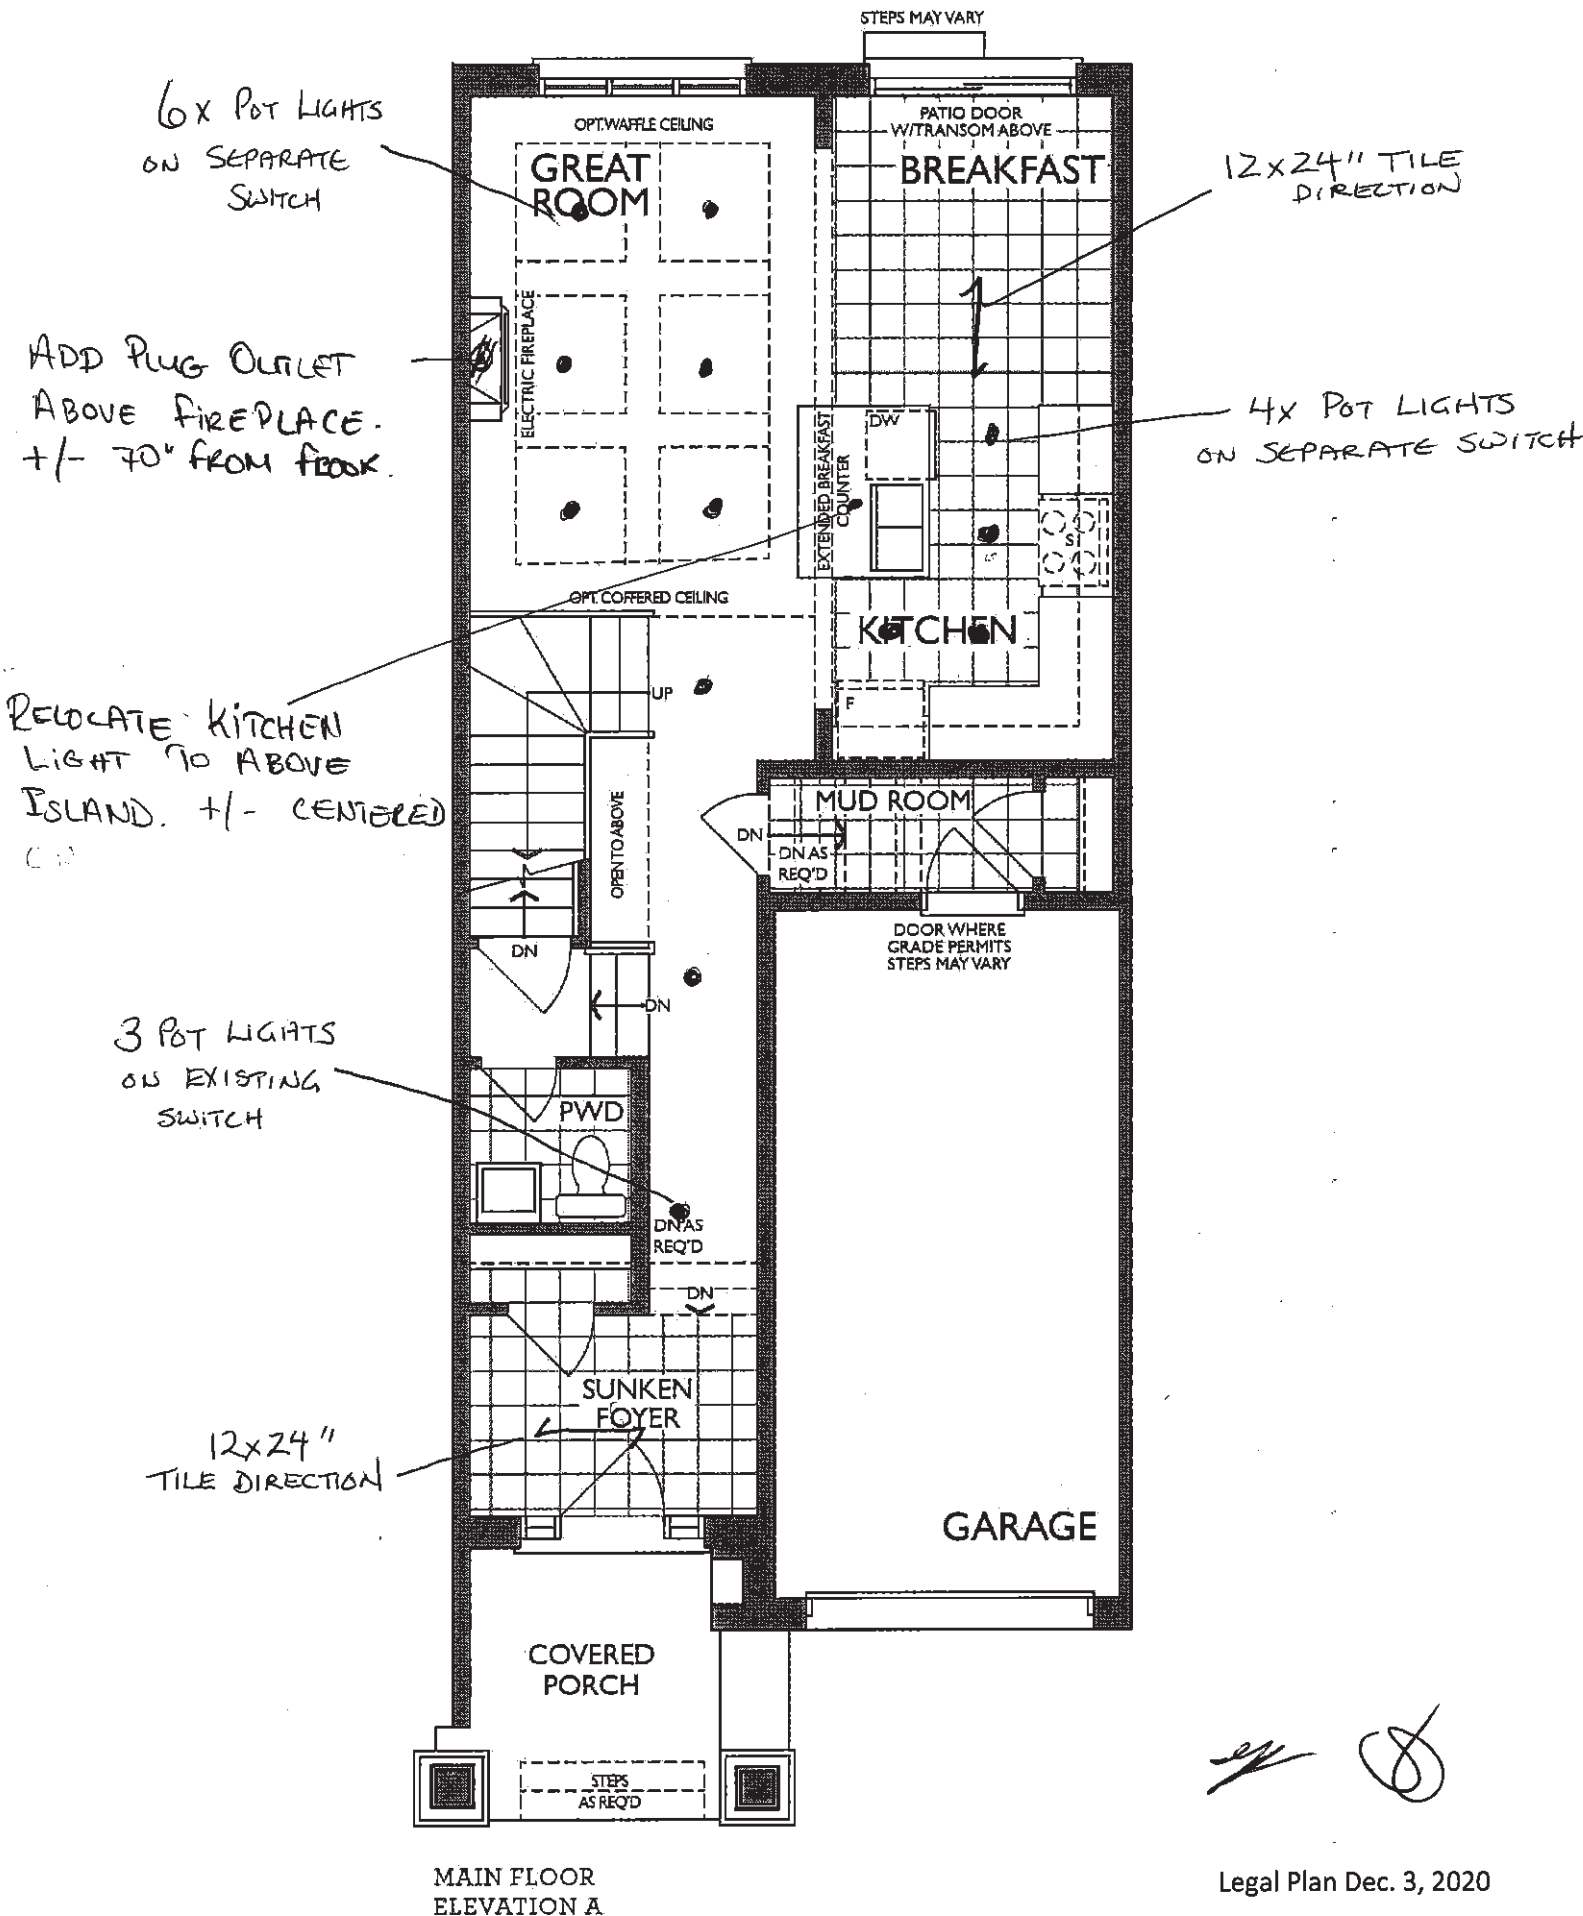 STEPS MAY VARY
6x POT LIGHTS
ON SEPARATE
SWITCH
OPT. WAFFLE CEILING
GREAT
ROOM
PATIO DOOR
W/TRANSOM ABOVE
BREAKFAST
12x24" TILE
DIRECTION
ELECTRIC FIREPLACE
ADD PLUG OUTLET
ABOVE FIREPLACE.
+/- 70" FROM
4x POT LIGHTS
ON SEPARATE SWITCH
DW
EXTENDED BREAKFAST
COUNTER
S
OPT. COFFERED CEILING
KITCHEN
UP
F
RELOCATE KITCHEN
LIGHT TO ABOVE
ISLAND. +/- CENTERED
OPEN TO ABOVE
MUD ROOM
DN
DN AS
REQ'D
DN
DOOR WHERE
GRADE PERMITS
STEPS MAY VARY
DN
3 POT LIGHTS
ON EXISTING
SWITCH
PWD
DN AS
REQ'D
DN
SUNKEN
FOYER
12x24"
TILE DIRECTION
GARAGE
COVERED
PORCH
STEPS
AS REQ'D
MAIN FLOOR
ELEVATION A
Legal Plan Dec. 3, 2020